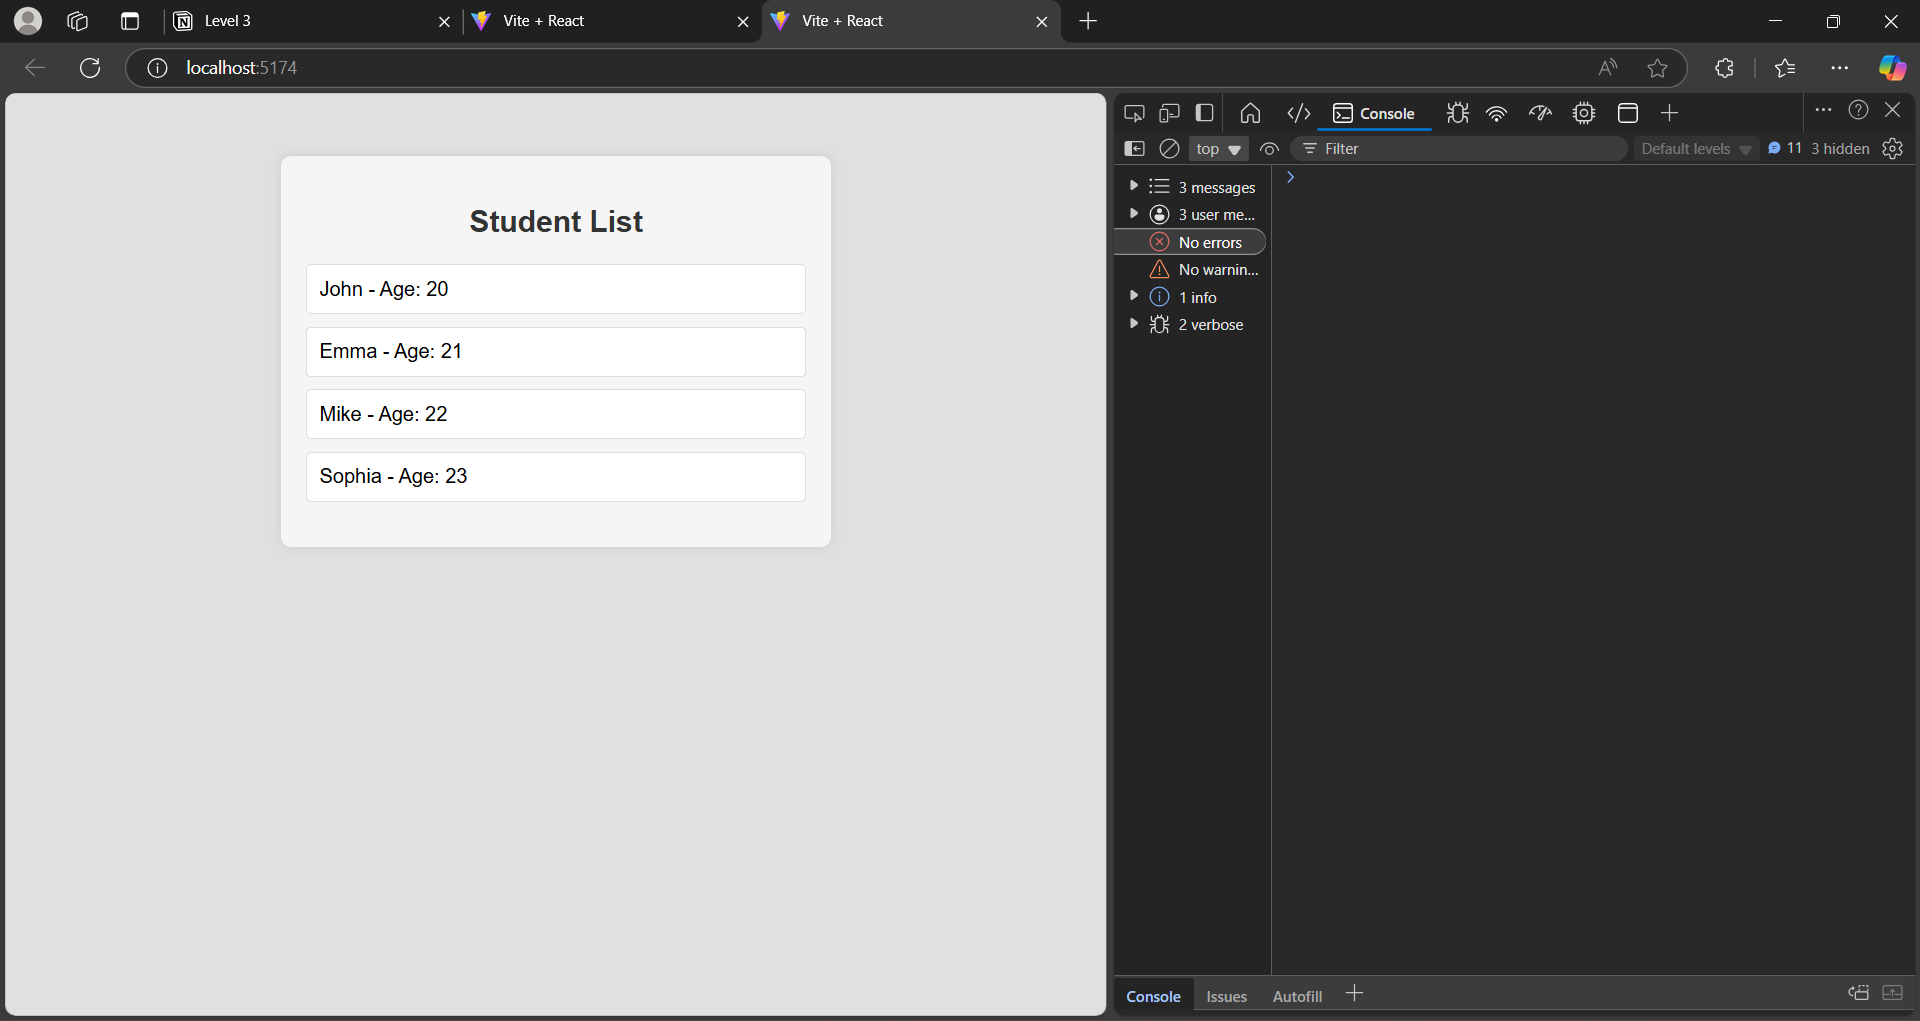 Level 3
Vite + React
Vite + React
localhost:5174
Student List
John - Age: 20
Emma - Age: 21
Mike - Age: 22
Sophia - Age: 23
Console
top
Filter
Default levels
11
3 hidden
3 messages
3 user me...
No errors
No warnin...
1 info
2 verbose
Console
Issues
Autofill